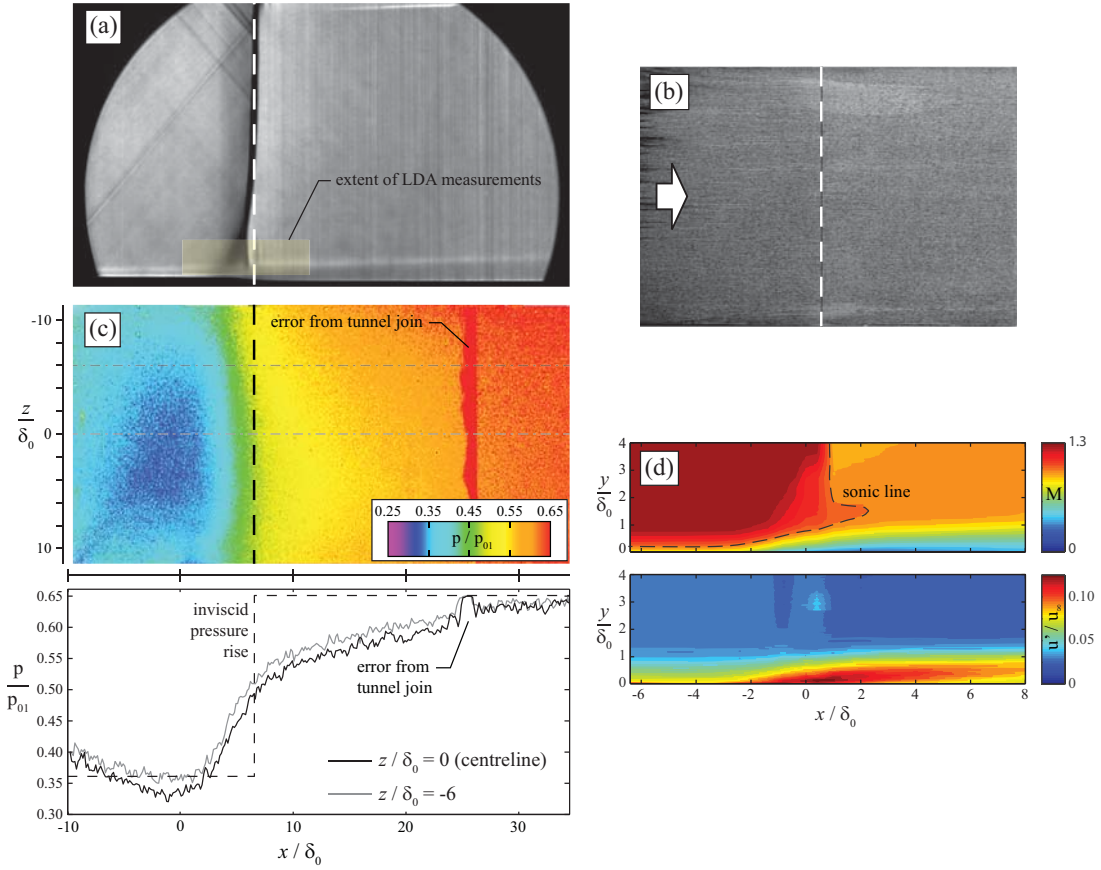 (a)
extent of LDA measurements
(b)
(c)
error from tunnel join
-10
z
δ0
0
10
0.25 0.35 0.45 0.55 0.65
p / p01
-10 0 10 20 30
0.65
0.60
0.55
0.50
0.45
0.40
0.35
0.30
p
p01
inviscid
pressure
rise
error from
tunnel join
z / δ0 = 0 (centreline)
z / δ0 = -6
x / δ0
(d)
4
3
2
1
0
y
δ0
sonic line
1.3
M
0
4
3
2
1
0
y
δ0
0.10
0.05
0
u' / u∞
-6 -4 -2 0 2 4 6 8
x / δ0